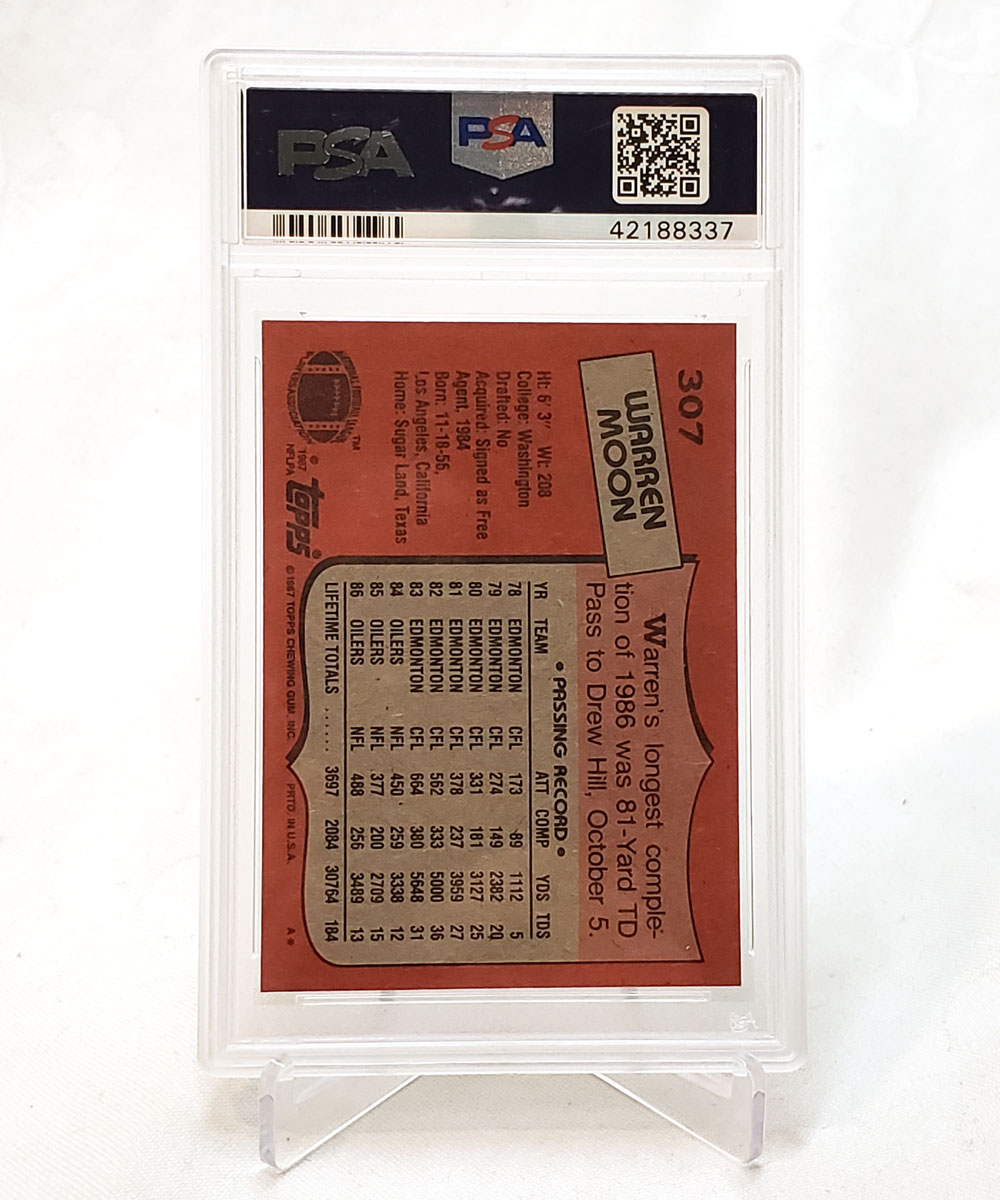 PSA
PSA
42188337
307
WARREN
MOON
Ht: 6' 3" Wt: 208
College: Washington
Drafted: No
Acquired: Signed as Free
Agent, 1984
Born: 11-18-56,
Los Angeles, California
Home: Sugar Land, Texas
TM
© 1987
NFLPA
topps®
© 1987 TOPPS CHEWING GUM, INC.
PRTD. IN U.S.A.
A*
Warren's longest comple-
tion of 1986 was 81-Yard TD
Pass to Drew Hill, October 5.
• PASSING RECORD •
YR TEAM ATT COMP YDS TDS
78 EDMONTON CFL 173 89 1112 5
79 EDMONTON CFL 274 149 2382 20
80 EDMONTON CFL 331 181 3127 25
81 EDMONTON CFL 378 237 3959 27
82 EDMONTON CFL 562 333 5000 36
83 EDMONTON CFL 664 380 5648 31
84 OILERS NFL 450 259 3338 12
85 OILERS NFL 377 200 2709 15
86 OILERS NFL 488 256 3489 13
LIFETIME TOTALS ...... 3697 2084 30764 184